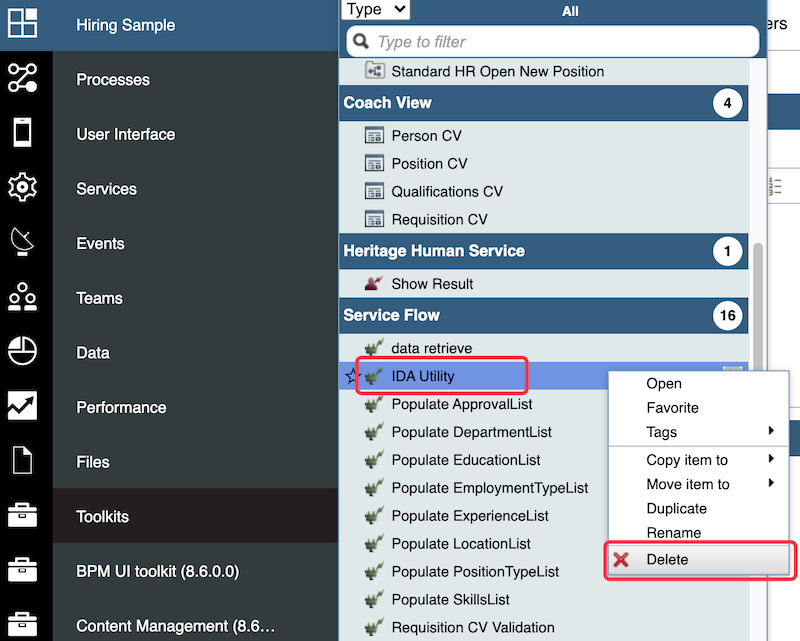 Hiring Sample
Processes
User Interface
Services
Events
Teams
Data
Performance
Files
Toolkits
BPM UI toolkit (8.6.0.0)
Content Management (8.6...
Type
All
Type to filter
Standard HR Open New Position
Coach View 4
Person CV
Position CV
Qualifications CV
Requisition CV
Heritage Human Service 1
Show Result
Service Flow 16
data retrieve
IDA Utility
Populate ApprovalList
Populate DepartmentList
Populate EducationList
Populate EmploymentTypeList
Populate ExperienceList
Populate LocationList
Populate PositionTypeList
Populate SkillsList
Requisition CV Validation
Open
Favorite
Tags
Copy item to
Move item to
Duplicate
Rename
Delete
ers